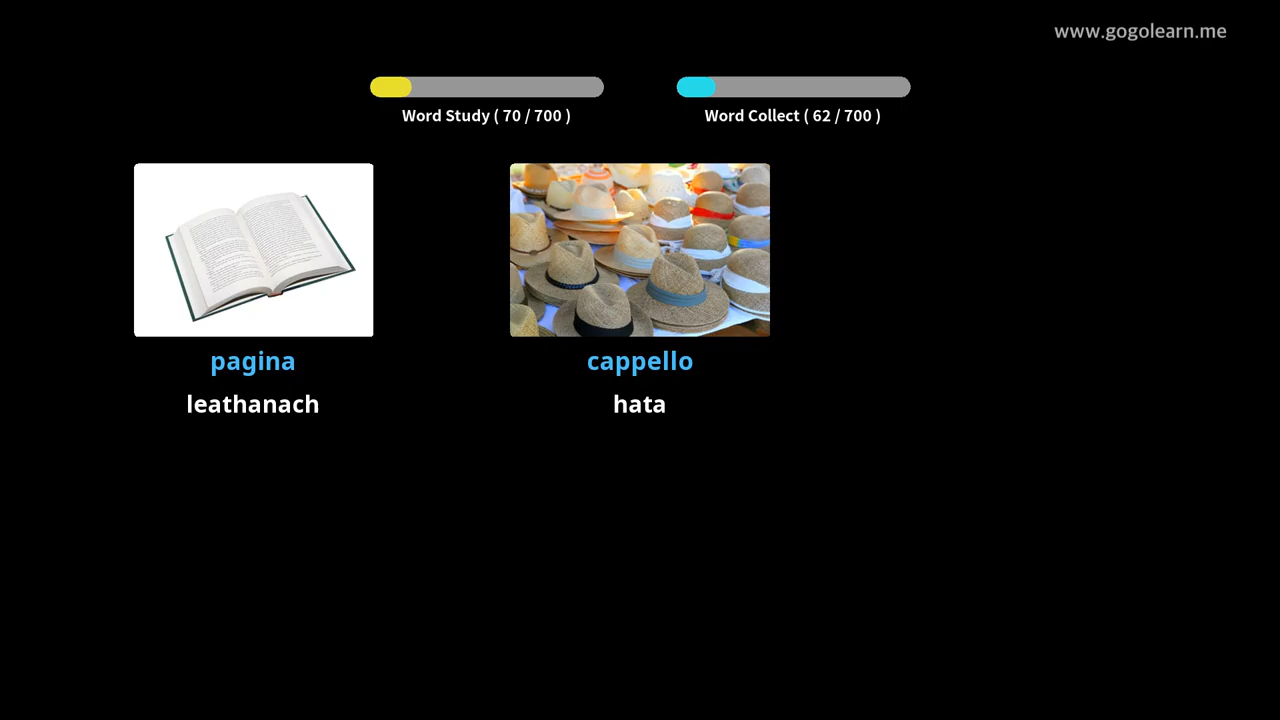 www.gogolearn.me
Word Study ( 70 / 700 )
Word Collect ( 62 / 700 )
pagina
leathanach
cappello
hata